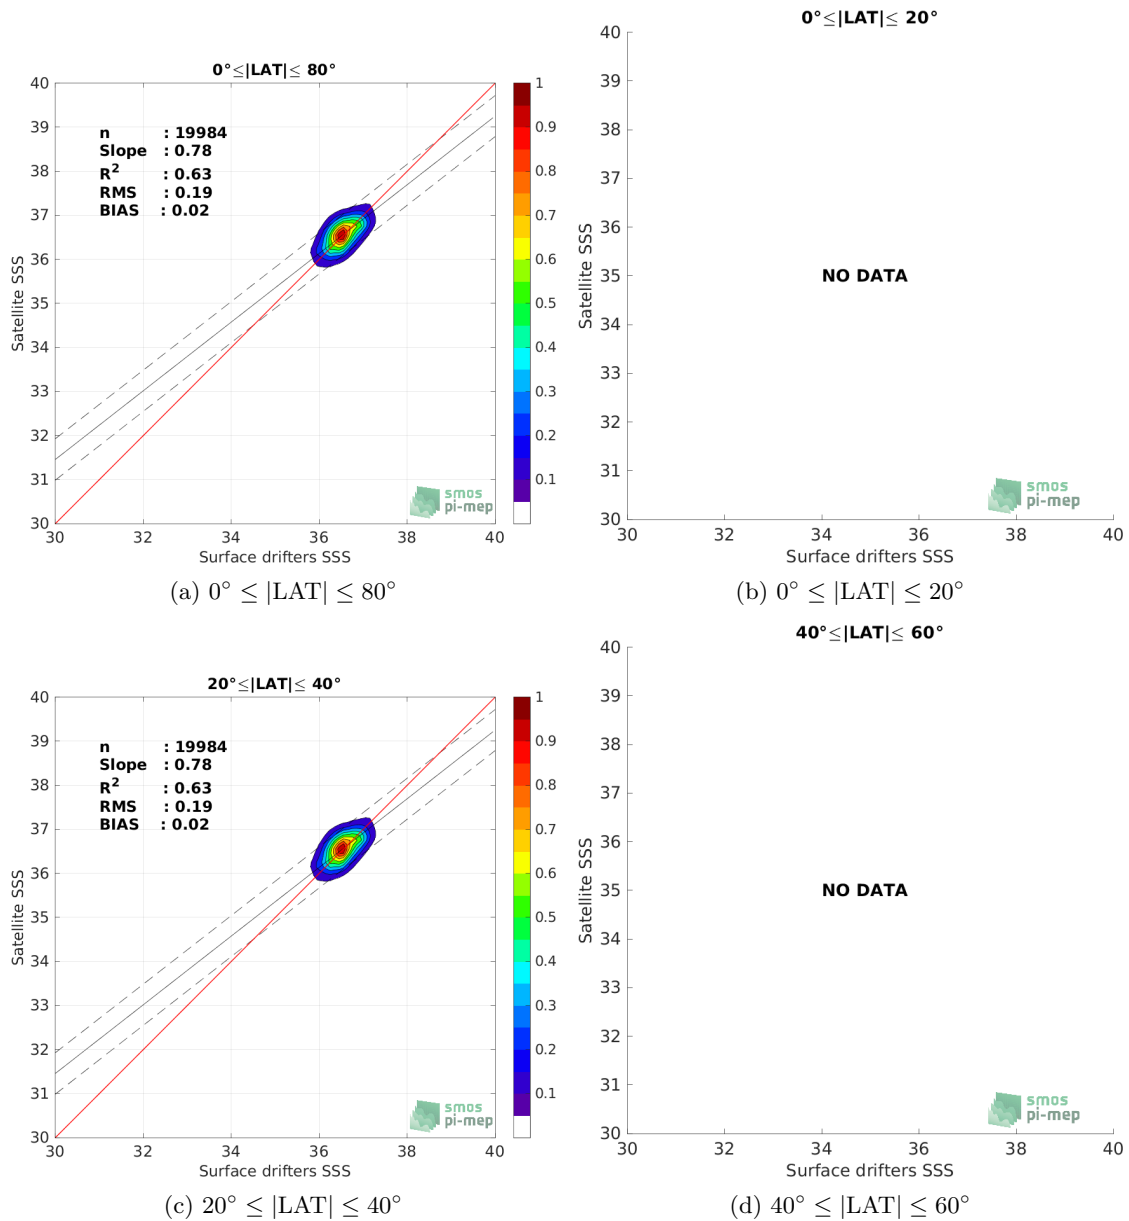 0°≤|LAT|≤ 80°
40
39
38
37
36
35
34
33
32
31
30
30 32 34 36 38 40
Satellite SSS
Surface drifters SSS
n : 19984
Slope : 0.78
R² : 0.63
RMS : 0.19
BIAS : 0.02
1
0.9
0.8
0.7
0.6
0.5
0.4
0.3
0.2
0.1
smos
pi-mep
(a) 0° ≤ |LAT| ≤ 80°
0°≤|LAT|≤ 20°
40
39
38
37
36
35
34
33
32
31
30
30 32 34 36 38 40
Satellite SSS
Surface drifters SSS
NO DATA
smos
pi-mep
(b) 0° ≤ |LAT| ≤ 20°
20°≤|LAT|≤ 40°
40
39
38
37
36
35
34
33
32
31
30
30 32 34 36 38 40
Satellite SSS
Surface drifters SSS
n : 19984
Slope : 0.78
R² : 0.63
RMS : 0.19
BIAS : 0.02
1
0.9
0.8
0.7
0.6
0.5
0.4
0.3
0.2
0.1
smos
pi-mep
(c) 20° ≤ |LAT| ≤ 40°
40°≤|LAT|≤ 60°
40
39
38
37
36
35
34
33
32
31
30
30 32 34 36 38 40
Satellite SSS
Surface drifters SSS
NO DATA
smos
pi-mep
(d) 40° ≤ |LAT| ≤ 60°